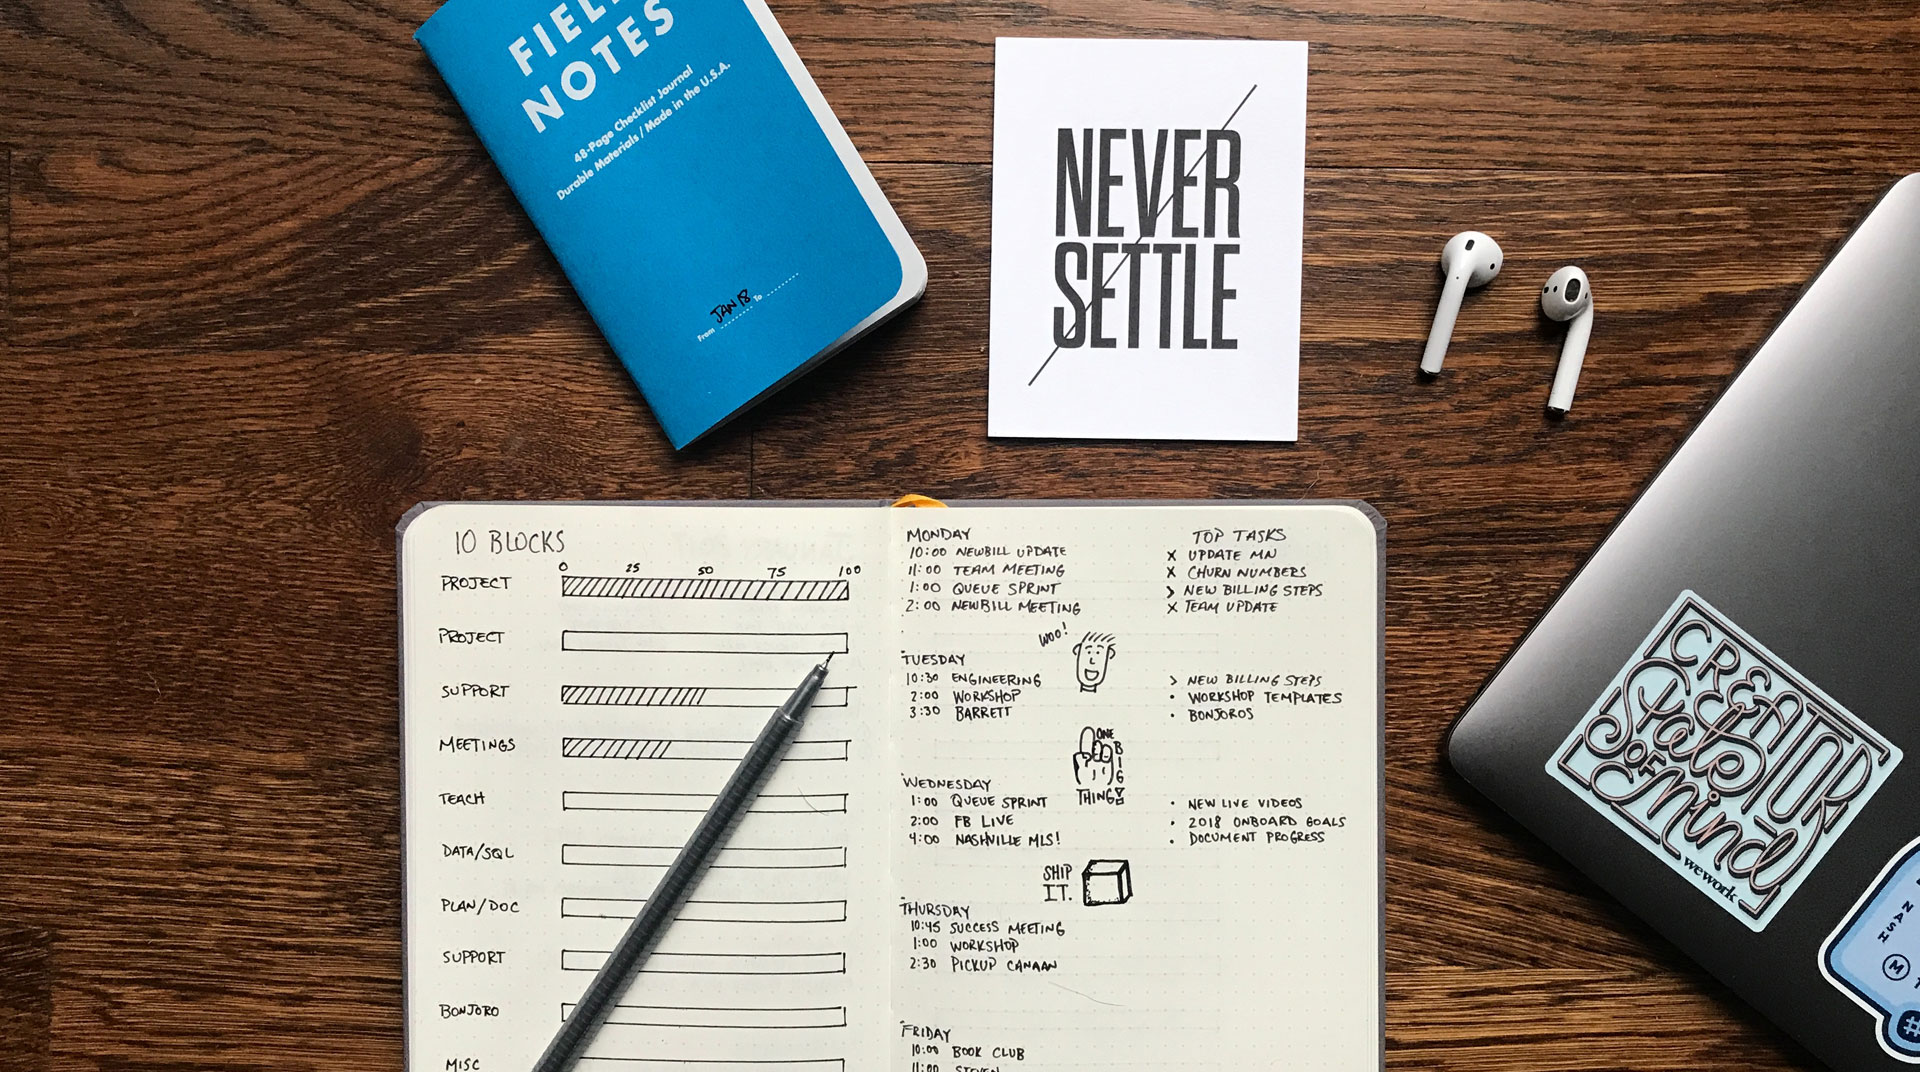 FIELD
NOTES
48-Page Checklist Journal
Durable Materials / Made in the U.S.A.
From JAN 18 To
NEVER
SETTLE
10 BLOCKS
0 25 50 75 100
PROJECT
PROJECT
SUPPORT
MEETINGS
TEACH
DATA/SQL
PLAN/DOC
SUPPORT
BONJORO
MISC
MONDAY
10:00 NEWBILL UPDATE
11:00 TEAM MEETING
1:00 QUEUE SPRINT
2:00 NEWBILL MEETING
TOP TASKS
X UPDATE MN
X CHURN NUMBERS
> NEW BILLING STEPS
X TEAM UPDATE
WOO!
TUESDAY
10:30 ENGINEERING
2:00 WORKSHOP
3:30 BARRETT
> NEW BILLING STEPS
• WORKSHOP TEMPLATES
• BONJOROS
ONE
BIG
THING!
WEDNESDAY
1:00 QUEUE SPRINT
2:00 FB LIVE
4:00 NASHVILLE MLS!
• NEW LIVE VIDEOS
• 2018 ONBOARD GOALS
• DOCUMENT PROGRESS
SHIP
IT.
THURSDAY
10:45 SUCCESS MEETING
1:00 WORKSHOP
2:30 PICKUP CANAAN
FRIDAY
10:00 BOOK CLUB
11:00 STEVEN
CREATOR
State
OF
Mind
wework
NASH
M
#